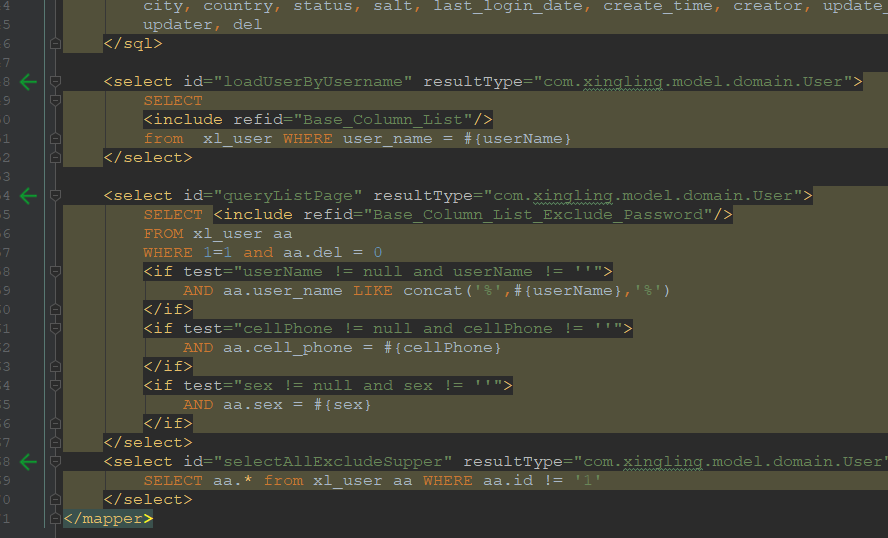 4 city, country, status, salt, last_login_date, create_time, creator, update_
5 updater, del
6 </sql>
7
8 <select id="loadUserByUsername" resultType="com.xingling.model.domain.User">
9 SELECT
0 <include refid="Base_Column_List"/>
1 from  xl_user WHERE user_name = #{userName}
2 </select>
3
4 <select id="queryListPage" resultType="com.xingling.model.domain.User">
5 SELECT <include refid="Base_Column_List_Exclude_Password"/>
6 FROM xl_user aa
7 WHERE 1=1 and aa.del = 0
8 <if test="userName != null and userName != ''">
9 AND aa.user_name LIKE concat('%',#{userName},'%')
0 </if>
1 <if test="cellPhone != null and cellPhone != ''">
2 AND aa.cell_phone = #{cellPhone}
3 </if>
4 <if test="sex != null and sex != ''">
5 AND aa.sex = #{sex}
6 </if>
7 </select>
8 <select id="selectAllExcludeSupper" resultType="com.xingling.model.domain.User"
9 SELECT aa.* from xl_user aa WHERE aa.id != '1'
0 </select>
1 </mapper>